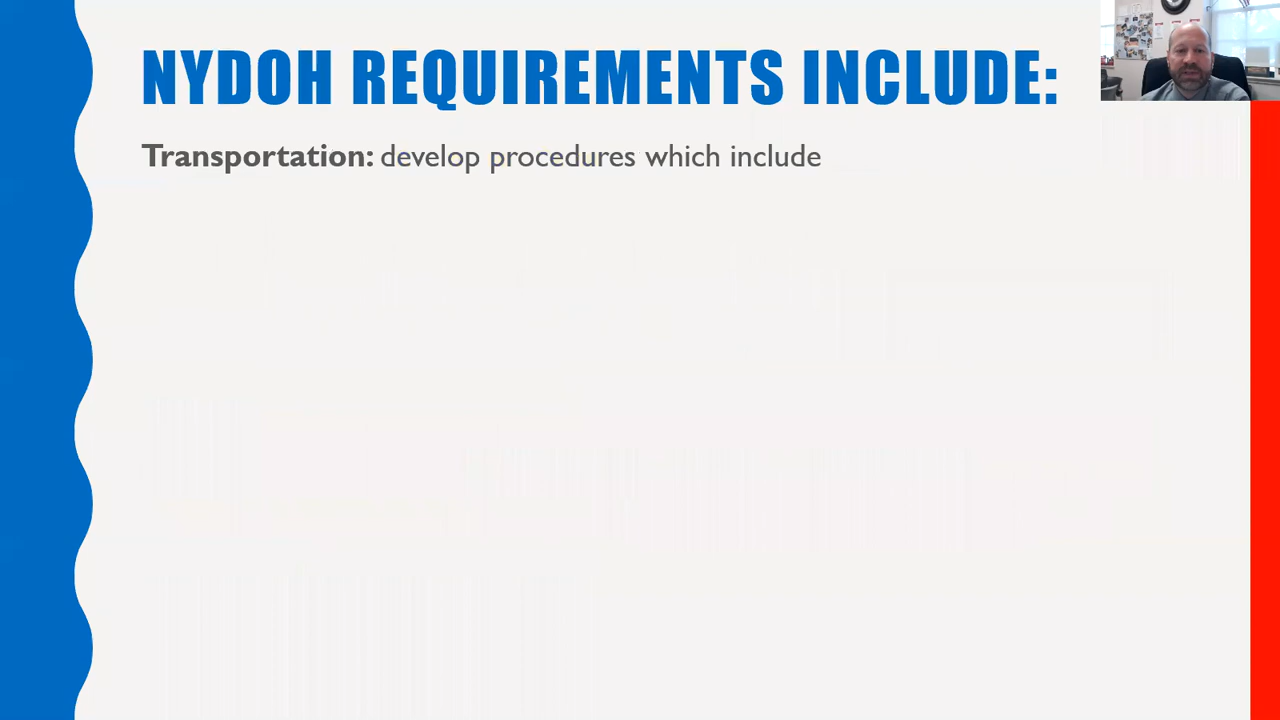 NYDOH REQUIREMENTS INCLUDE:
Transportation: develop procedures which include